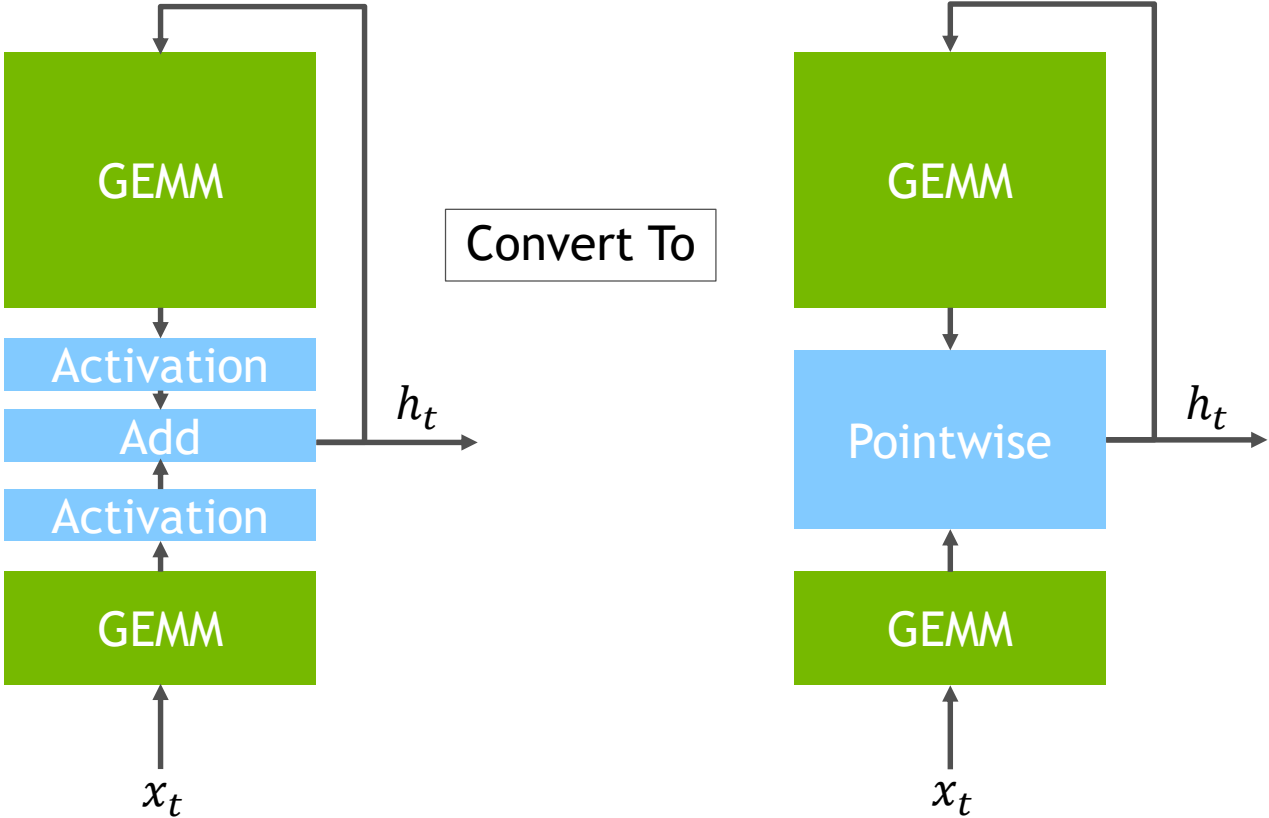 GEMM
Activation
Add
Activation
GEMM
h_t
x_t
Convert To
GEMM
Pointwise
GEMM
h_t
x_t